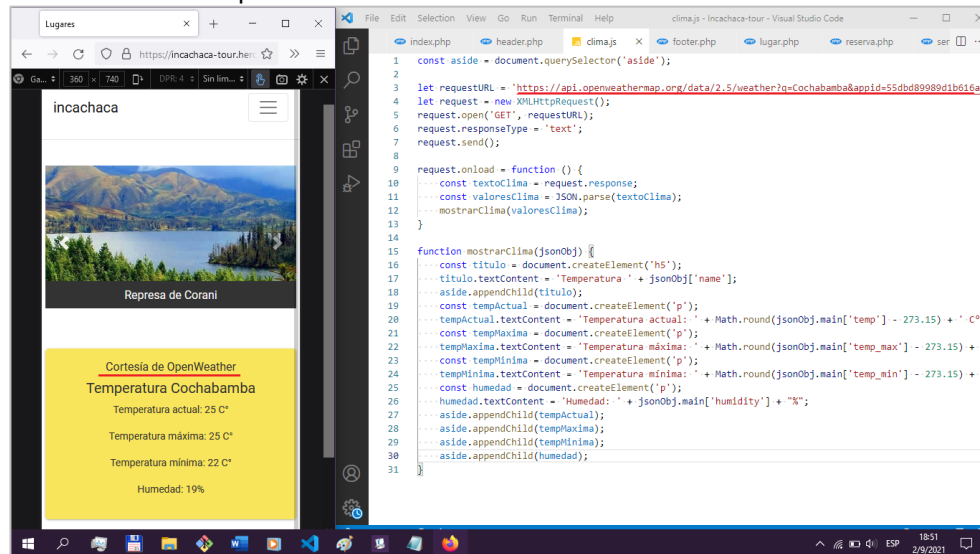 Lugares
https://incachaca-tour.her
360 × 740 DPR: 4 Sin lim...
incachaca
Represa de Corani
Cortesía de OpenWeather
Temperatura Cochabamba
Temperatura actual: 25 C°
Temperatura máxima: 25 C°
Temperatura mínima: 22 C°
Humedad: 19%
File Edit Selection View Go Run Terminal Help clima.js - Incachaca-tour - Visual Studio Code
index.php header.php clima.js footer.php lugar.php reserva.php ser
1 const aside = document.querySelector('aside');
2
3 let requestURL = 'https://api.openweathermap.org/data/2.5/weather?q=Cochabamba&appid=55dbd89989d1b616a
4 let request = new XMLHttpRequest();
5 request.open('GET', requestURL);
6 request.responseType = 'text';
7 request.send();
8
9 request.onload = function () {
10 const textoClima = request.response;
11 const valoresClima = JSON.parse(textoClima);
12 mostrarClima(valoresClima);
13 }
14
15 function mostrarClima(jsonObj) {
16 const titulo = document.createElement('h5');
17 titulo.textContent = 'Temperatura ' + jsonObj['name'];
18 aside.appendChild(titulo);
19 const tempActual = document.createElement('p');
20 tempActual.textContent = 'Temperatura actual: ' + Math.round(jsonObj.main['temp'] - 273.15) + ' C°
21 const tempMaxima = document.createElement('p');
22 tempMaxima.textContent = 'Temperatura máxima: ' + Math.round(jsonObj.main['temp_max'] - 273.15) +
23 const tempMinima = document.createElement('p');
24 tempMinima.textContent = 'Temperatura mínima: ' + Math.round(jsonObj.main['temp_min'] - 273.15) +
25 const humedad = document.createElement('p');
26 humedad.textContent = 'Humedad: ' + jsonObj.main['humidity'] + "%";
27 aside.appendChild(tempActual);
28 aside.appendChild(tempMaxima);
29 aside.appendChild(tempMinima);
30 aside.appendChild(humedad);
31 }
ESP
18:51
2/9/2021